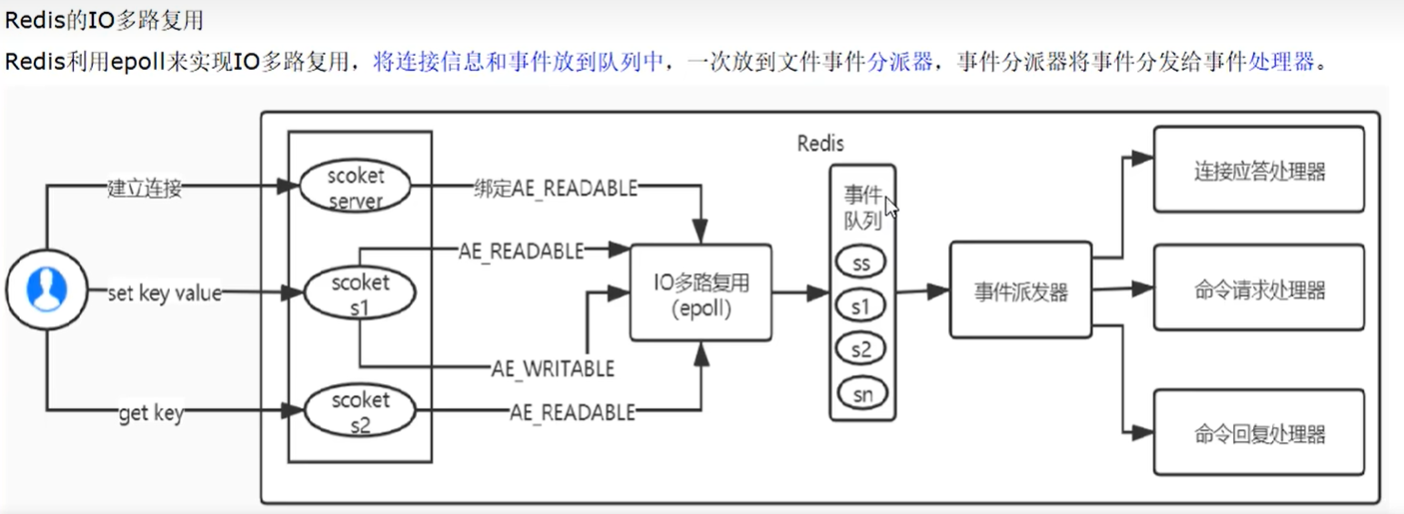 Redis的IO多路复用
Redis利用epoll来实现IO多路复用，将连接信息和事件放到队列中，一次放到文件事件分派器，事件分派器将事件分发给事件处理器。
Redis
建立连接
scoket
server
绑定AE_READABLE
事件
队列
连接应答处理器
AE_READABLE
set key value
scoket
s1
IO多路复用
(epoll)
ss
s1
s2
sn
事件派发器
命令请求处理器
AE_WRITABLE
get key
scoket
s2
AE_READABLE
命令回复处理器